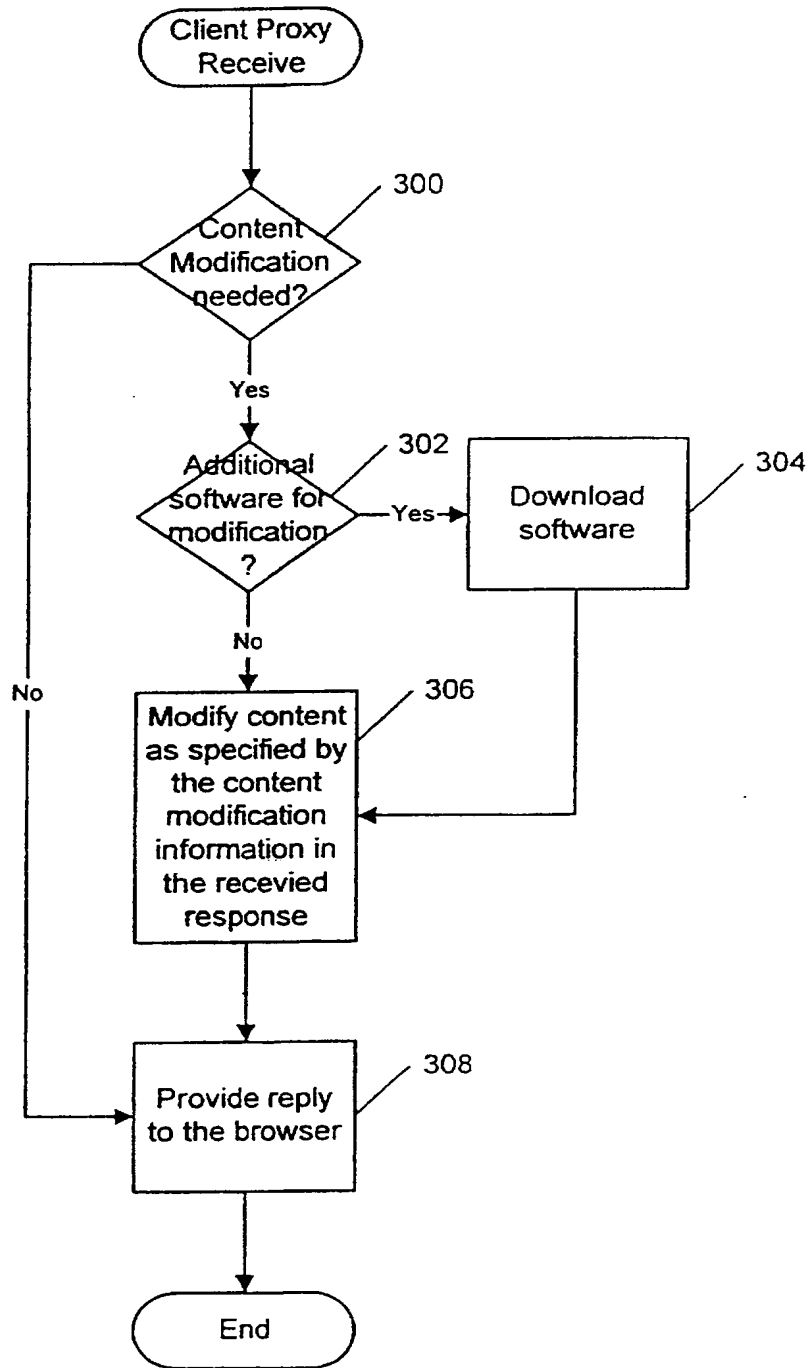 Client Proxy
Receive
300
Content
Modification
needed?
Yes
302
Additional
software for
modification
?
Yes
Download
software
304
No
No
306
Modify content
as specified by
the content
modification
information in
the recevied
response
308
Provide reply
to the browser
End